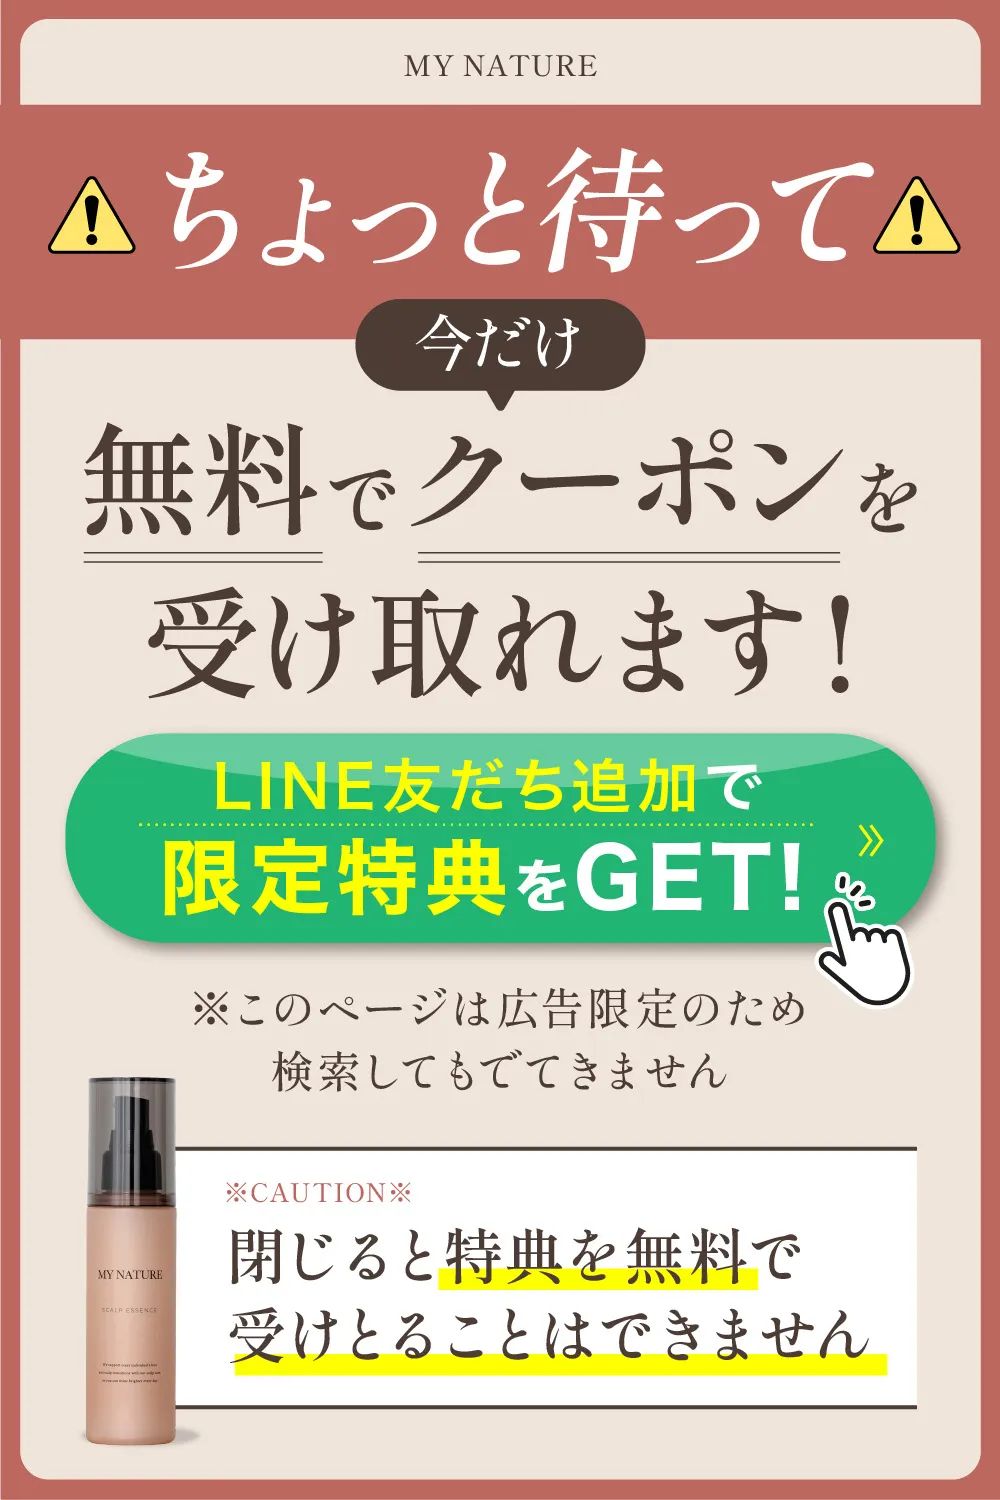 MY NATURE
ちょっと待って
今だけ
無料でクーポンを
受け取れます!
LINE友だち追加で
限定特典をGET!
※このページは広告限定のため
検索してもでてきません
※CAUTION※
閉じると特典を無料で
受けとることはできません
MY NATURE
SCALP ESSENCE